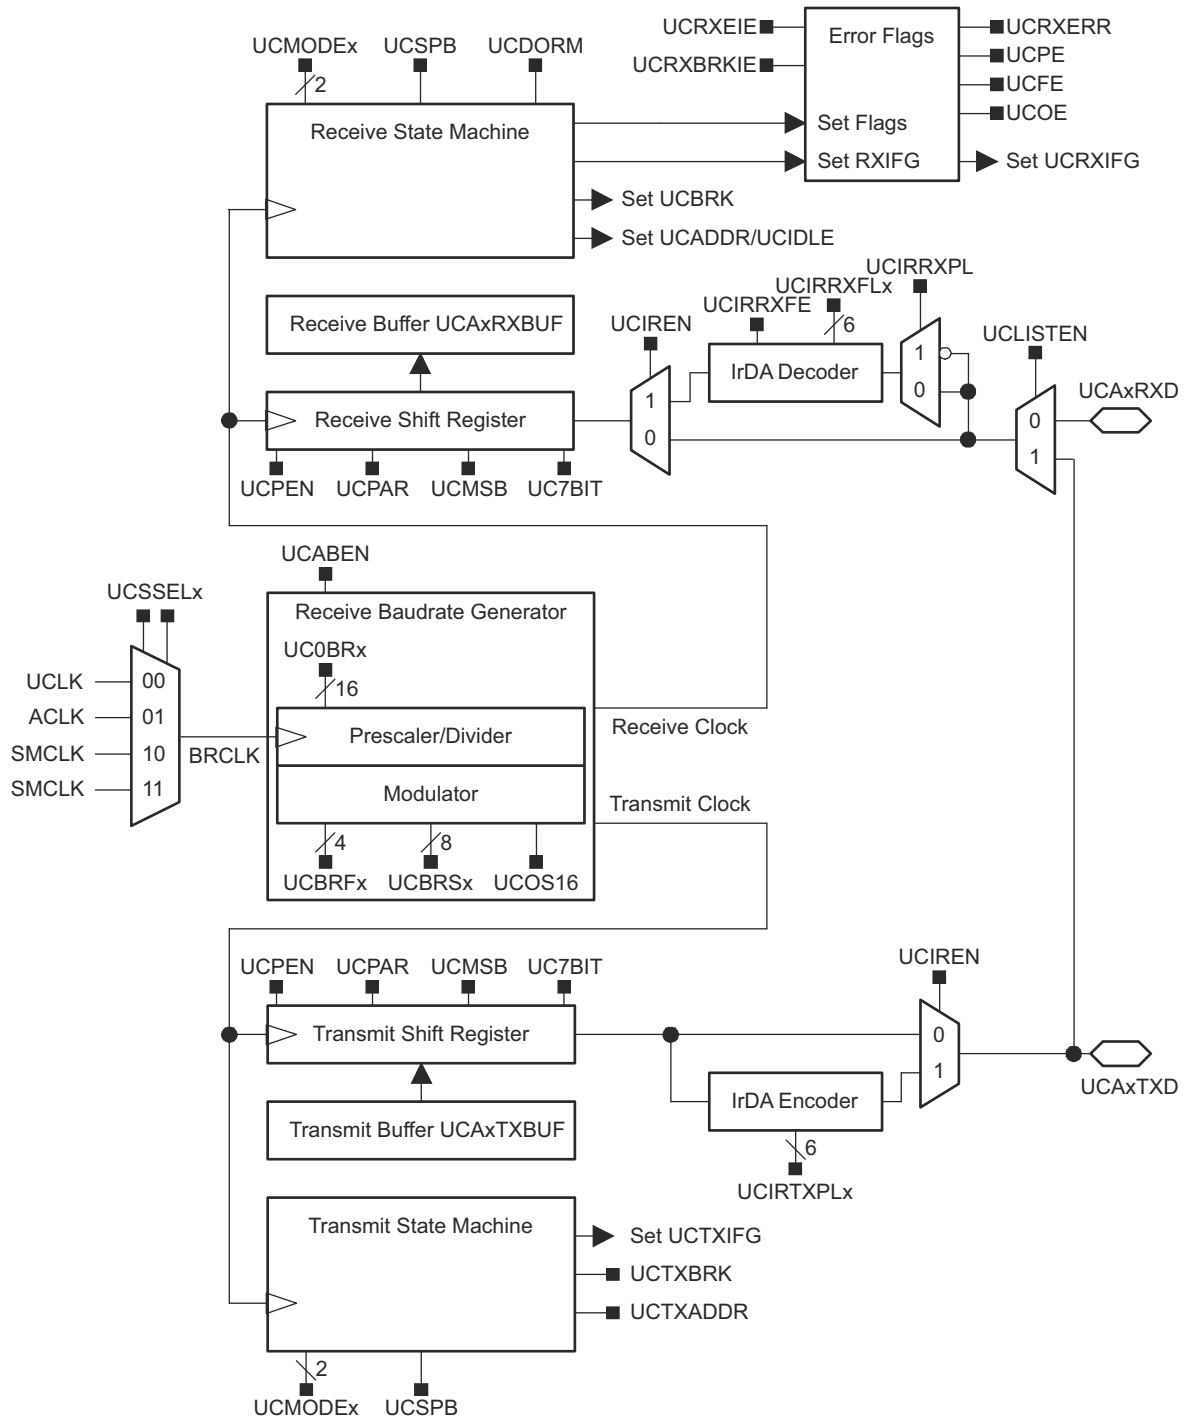 UCMODEx
UCSPB
UCDORM
2
Receive State Machine
Set UCBRK
Set UCADDR/UCIDLE
UCRXEIE
UCRXBRKIE
Error Flags
Set Flags
Set RXIFG
UCRXERR
UCPE
UCFE
UCOE
Set UCRXIFG
Receive Buffer UCAxRXBUF
Receive Shift Register
UCPEN
UCPAR
UCMSB
UC7BIT
UCIREN
1
0
UCIRRXFE
UCIRRXFLx
6
IrDA Decoder
UCIRRXPL
1
0
UCLISTEN
0
1
UCAxRXD
UCABEN
Receive Baudrate Generator
UC0BRx
16
UCSSELx
UCLK
00
ACLK
01
SMCLK
10
SMCLK
11
BRCLK
Prescaler/Divider
Modulator
4
8
UCBRFx
UCBRSx
UCOS16
Receive Clock
Transmit Clock
UCPEN
UCPAR
UCMSB
UC7BIT
Transmit Shift Register
Transmit Buffer UCAxTXBUF
UCIREN
0
1
IrDA Encoder
6
UCIRTXPLx
UCAxTXD
Transmit State Machine
Set UCTXIFG
UCTXBRK
UCTXADDR
2
UCMODEx
UCSPB